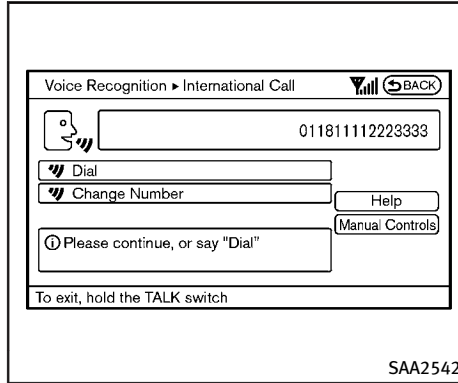 Voice Recognition ▸ International Call BACK
011811112223333
Dial
Change Number
Help
Manual Controls
Please continue, or say "Dial”
To exit, hold the TALK switch
SAA2542